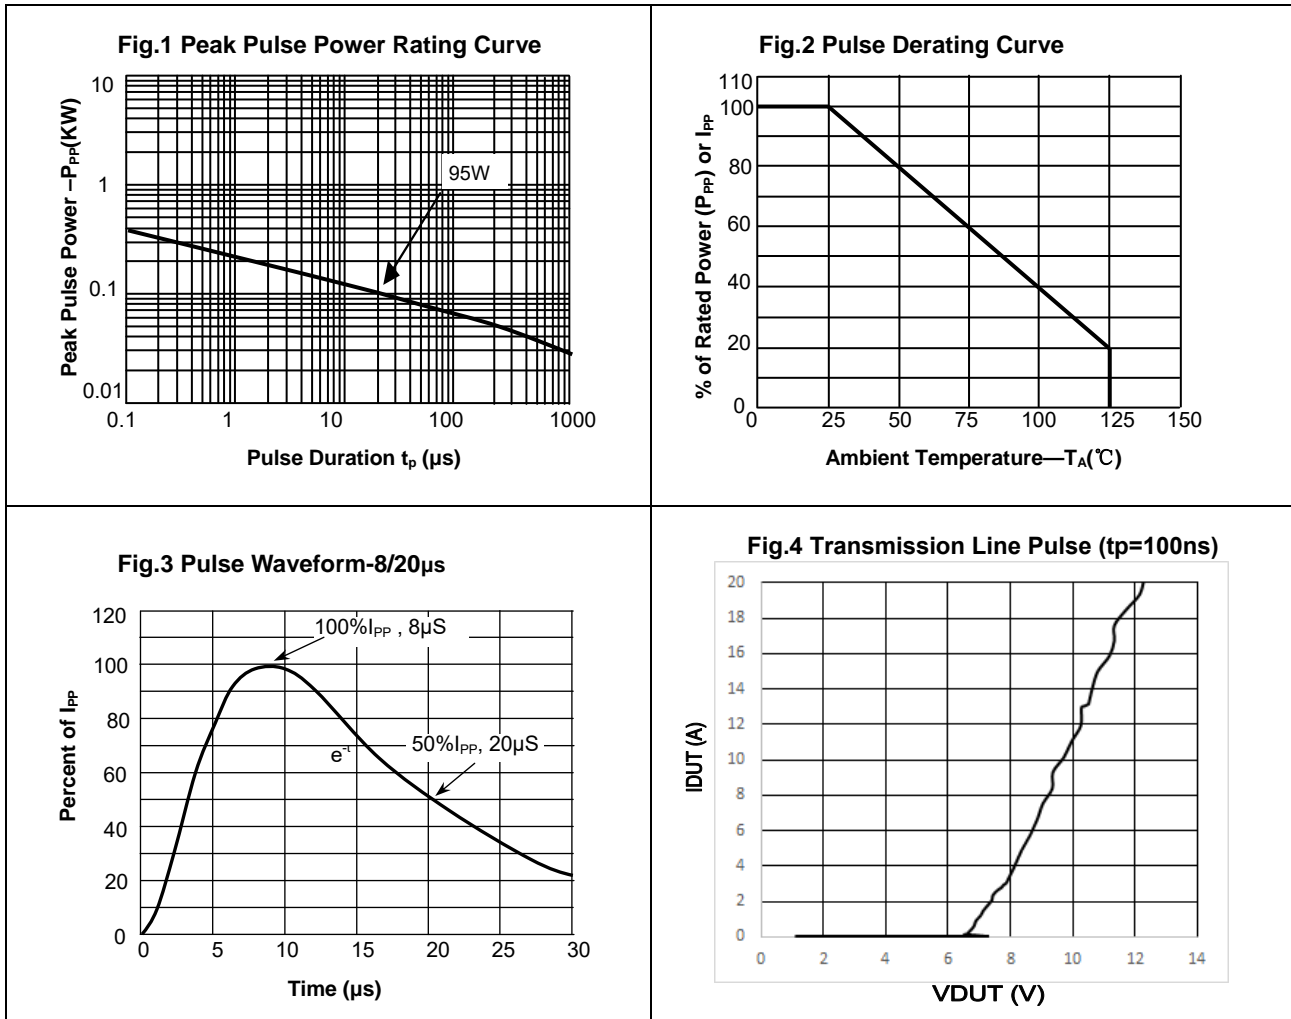 Fig.1 Peak Pulse Power Rating Curve
Peak Pulse Power –PPP(KW)
10
1
0.1
0.01
95W
0.1 1 10 100 1000
Pulse Duration tp (µs)
Fig.2 Pulse Derating Curve
% of Rated Power (PPP) or IPP
110
100
80
60
40
20
0
0 25 50 75 100 125 150
Ambient Temperature—TA(℃)
Fig.3 Pulse Waveform-8/20µs
Percent of IPP
120
100
80
60
40
20
0
100%IPP , 8µS
e-t
50%IPP, 20µS
0 5 10 15 20 25 30
Time (µs)
Fig.4 Transmission Line Pulse (tp=100ns)
IDUT (A)
20
18
16
14
12
10
8
6
4
2
0
0 2 4 6 8 10 12 14
VDUT (V)